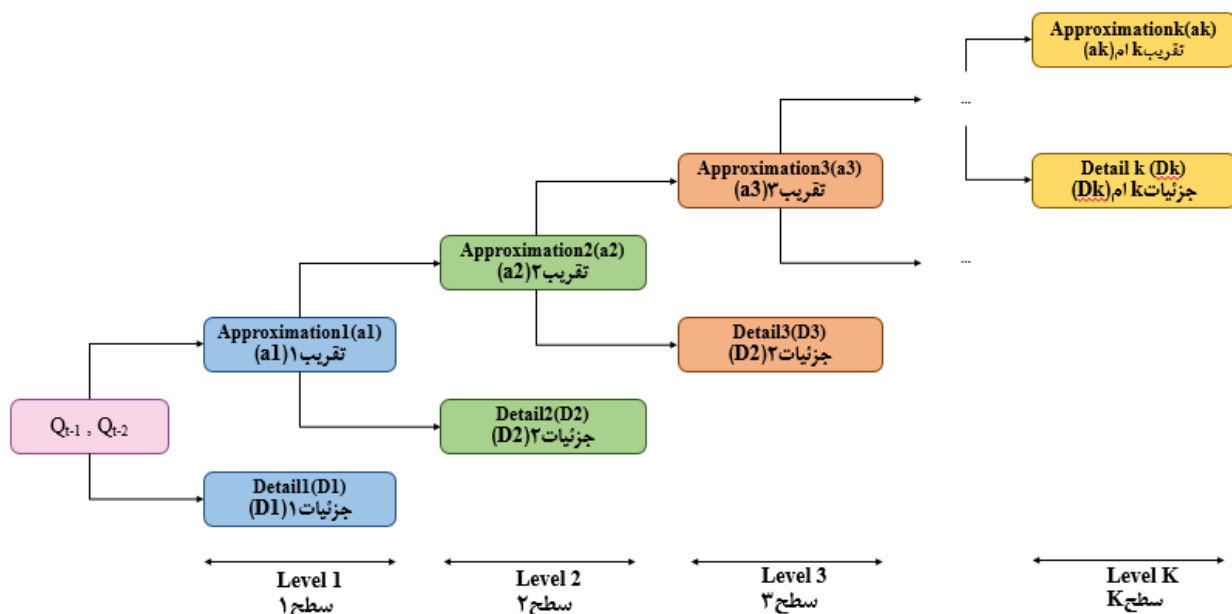 Approximationk(ak)
تقریبk ام(ak)
...
Approximation3(a3)
تقریب۳(a3)
Detail k (Dk)
جزئیاتk ام(Dk)
Approximation2(a2)
تقریب۲(a2)
...
Approximation1(a1)
تقریب۱(a1)
Detail3(D3)
جزئیات۲(D2)
Qt-1 , Qt-2
Detail2(D2)
جزئیات۲(D2)
Detail1(D1)
جزئیات۱(D1)
Level 1
سطح۱
Level 2
سطح۲
Level 3
سطح۳
Level K
سطحK